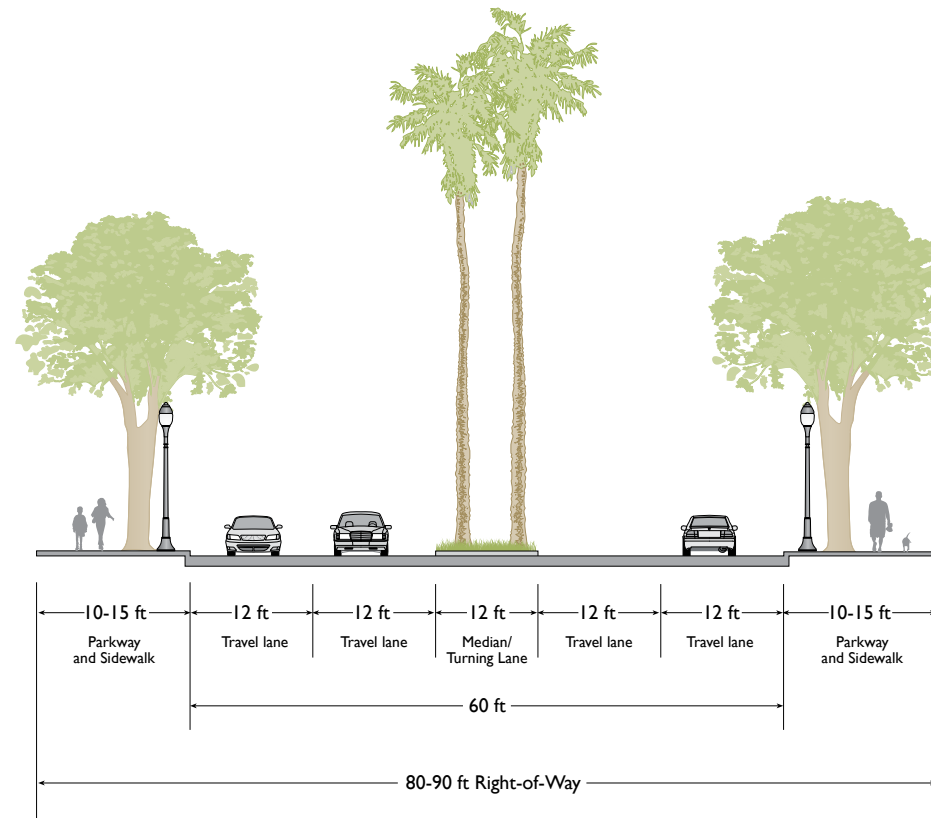 10-15 ft
12 ft
12 ft
12 ft
12 ft
12 ft
10-15 ft
Parkway
and Sidewalk
Travel lane
Travel lane
Median/
Turning Lane
Travel lane
Travel lane
Parkway
and Sidewalk
60 ft
80-90 ft Right-of-Way